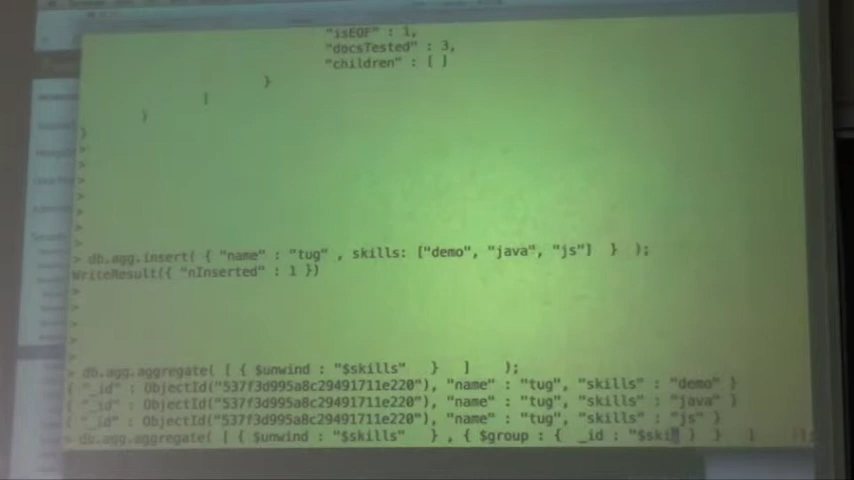 "isEOF" : 1,
"docsTested" : 3,
"children" : [ ]
}
]
}
}
>
>
>
>
>
>
> db.agg.insert( { "name" : "tug" , skills: ["demo", "java", "js"] } );
WriteResult({ "nInserted" : 1 })
>
>
>
>
> db.agg.aggregate( [ { $unwind : "$skills" } ] );
{ "_id" : ObjectId("537f3d995a8c29491711e220"), "name" : "tug", "skills" : "demo" }
{ "_id" : ObjectId("537f3d995a8c29491711e220"), "name" : "tug", "skills" : "java" }
{ "_id" : ObjectId("537f3d995a8c29491711e220"), "name" : "tug", "skills" : "js" }
> db.agg.aggregate( [ { $unwind : "$skills" } , { $group : { _id : "$ski } } ] );